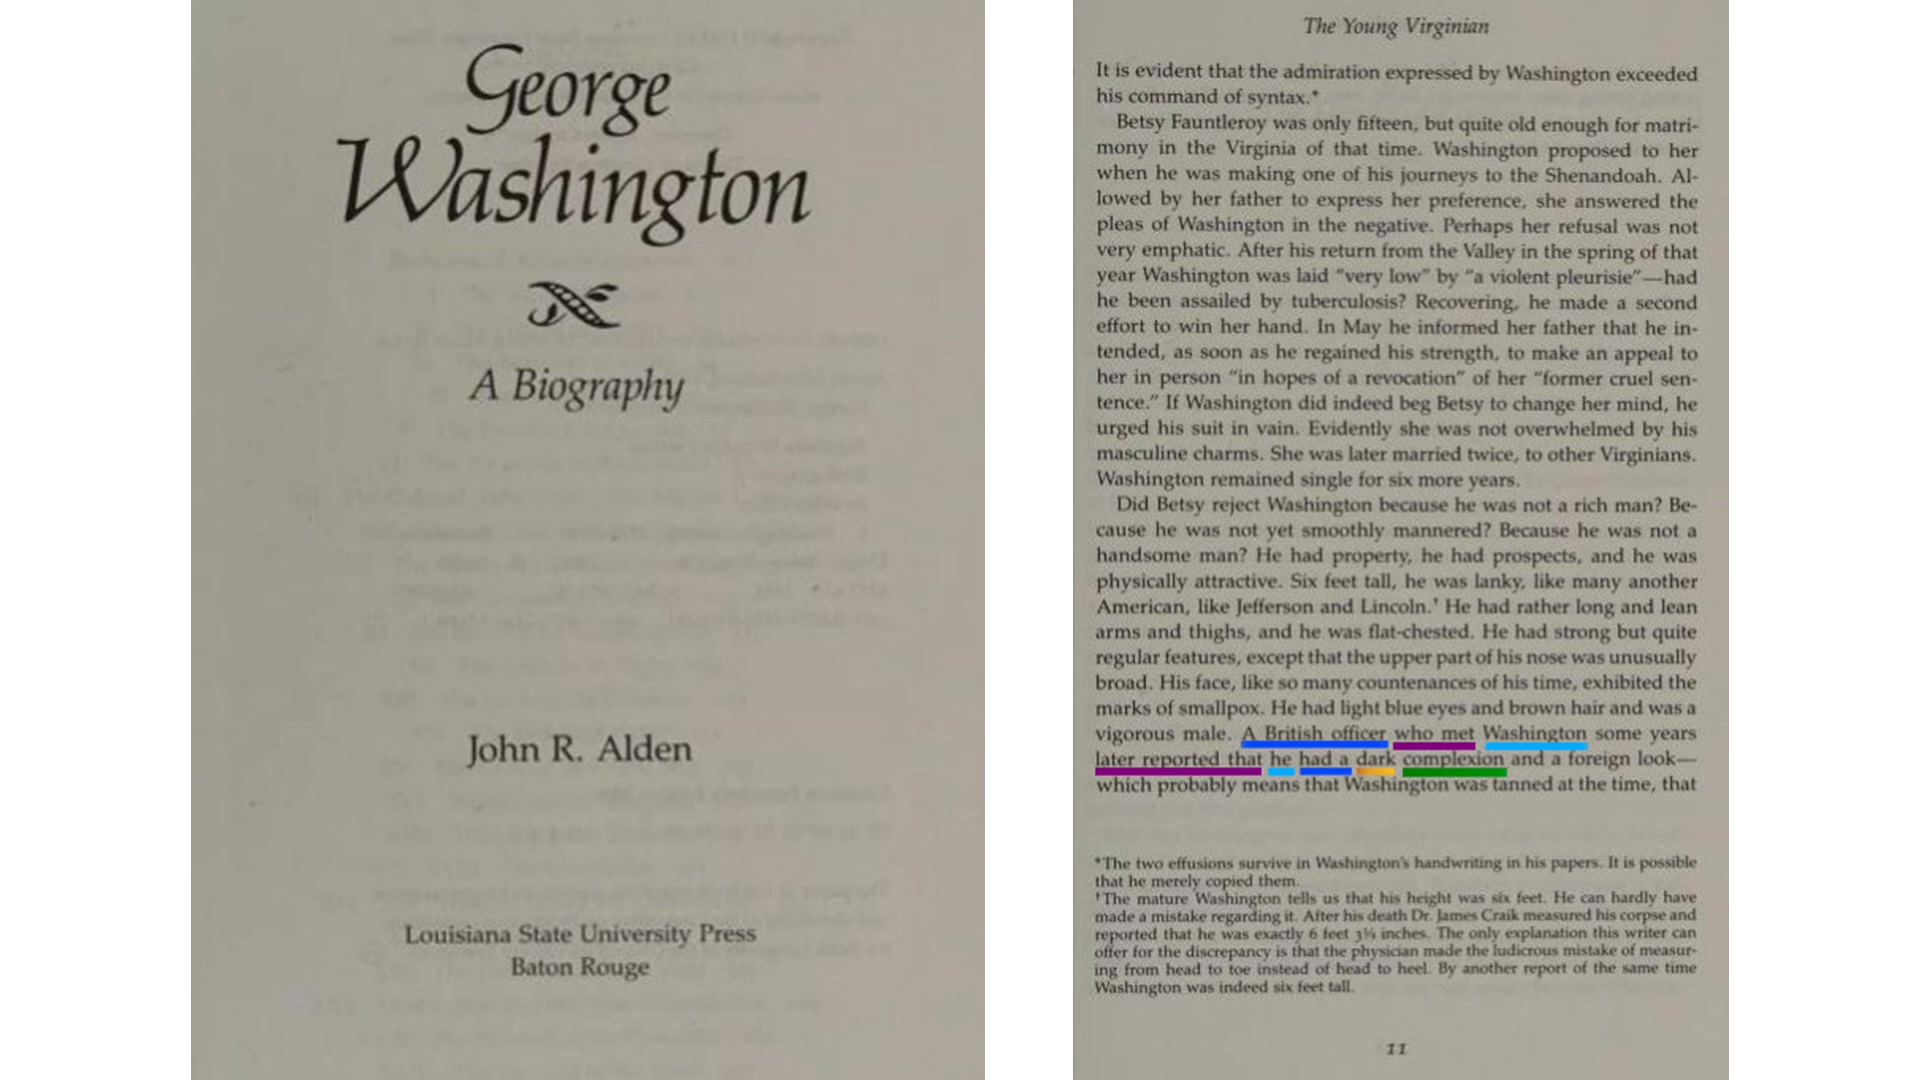 George
Washington
A Biography
John R. Alden
Louisiana State University Press
Baton Rouge
The Young Virginian
It is evident that the admiration expressed by Washington exceeded
his command of syntax.*
Betsy Fauntleroy was only fifteen, but quite old enough for matri-
mony in the Virginia of that time. Washington proposed to her
when he was making one of his journeys to the Shenandoah. Al-
lowed by her father to express her preference, she answered the
pleas of Washington in the negative. Perhaps her refusal was not
very emphatic. After his return from the Valley in the spring of that
year Washington was laid “very low” by “a violent pleurisie”—had
he been assailed by tuberculosis? Recovering, he made a second
effort to win her hand. In May he informed her father that he in-
tended, as soon as he regained his strength, to make an appeal to
her in person “in hopes of a revocation” of her “former cruel sen-
tence.” If Washington did indeed beg Betsy to change her mind, he
urged his suit in vain. Evidently she was not overwhelmed by his
masculine charms. She was later married twice, to other Virginians.
Washington remained single for six more years.
Did Betsy reject Washington because he was not a rich man? Be-
cause he was not yet smoothly mannered? Because he was not a
handsome man? He had property, he had prospects, and he was
physically attractive. Six feet tall, he was lanky, like many another
American, like Jefferson and Lincoln.† He had rather long and lean
arms and thighs, and he was flat-chested. He had strong but quite
regular features, except that the upper part of his nose was unusually
broad. His face, like so many countenances of his time, exhibited the
marks of smallpox. He had light blue eyes and brown hair and was a
vigorous male. A British officer who met Washington some years
later reported that he had a dark complexion and a foreign look—
which probably means that Washington was tanned at the time, that
*The two effusions survive in Washington's handwriting in his papers. It is possible
that he merely copied them.
†The mature Washington tells us that his height was six feet. He can hardly have
made a mistake regarding it. After his death Dr. James Craik measured his corpse and
reported that he was exactly 6 feet 3½ inches. The only explanation this writer can
offer for the discrepancy is that the physician made the ludicrous mistake of measur-
ing from head to toe instead of head to heel. By another report of the same time
Washington was indeed six feet tall.
11